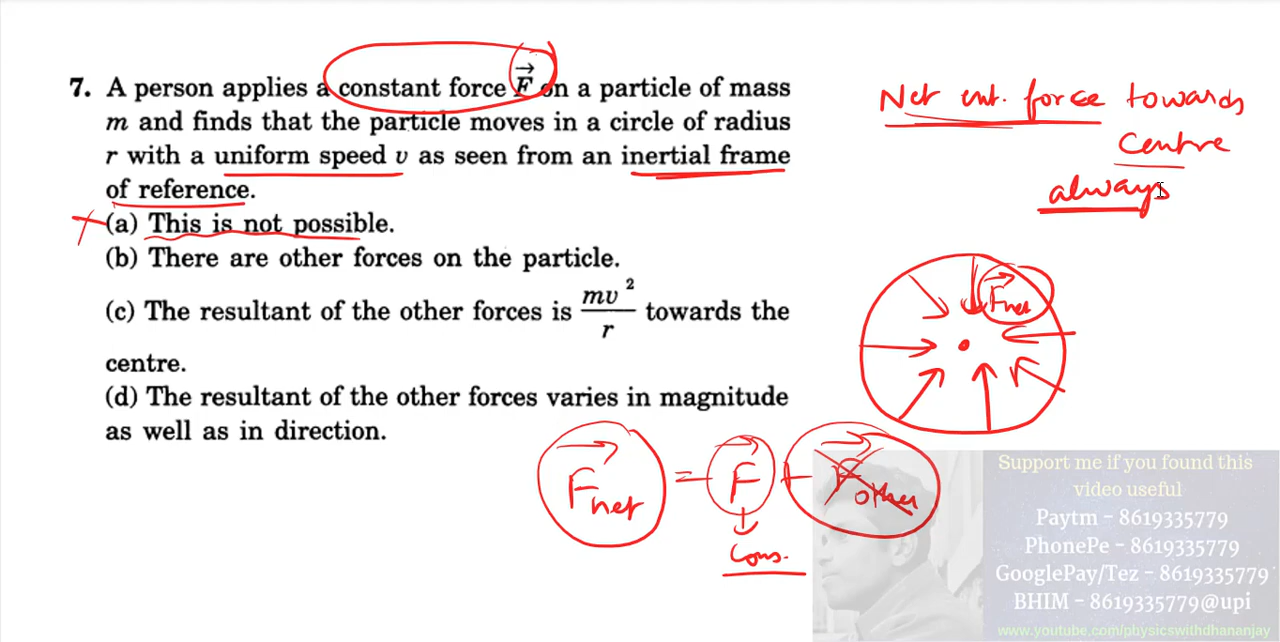 7. A person applies a constant force F⃗ on a particle of mass
m and finds that the particle moves in a circle of radius
r with a uniform speed v as seen from an inertial frame
of reference.
(a) This is not possible.
(b) There are other forces on the particle.
(c) The resultant of the other forces is mv²/r towards the
centre.
(d) The resultant of the other forces varies in magnitude
as well as in direction.
Net ext. force towards
centre
always
F⃗net
F⃗net = F⃗ + F⃗other
Cons.
Support me if you found this
video useful
Paytm - 8619335779
PhonePe - 8619335779
GooglePay/Tez - 8619335779
BHIM - 8619335779@upi
www.youtube.com/physicswithdhananjay